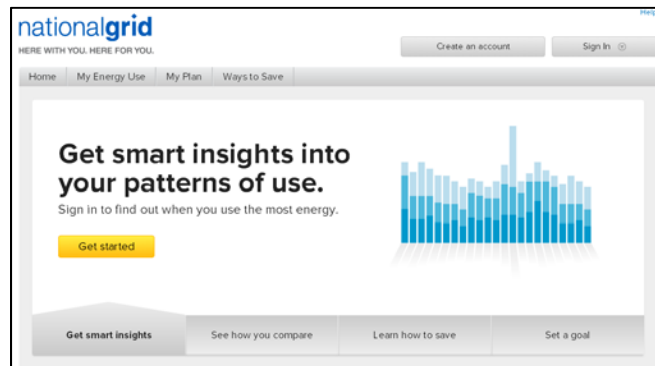 Help
nationalgrid
HERE WITH YOU. HERE FOR YOU.
Create an account Sign In
Home My Energy Use My Plan Ways to Save
Get smart insights into
your patterns of use.
Sign in to find out when you use the most energy.
Get started
Get smart insights See how you compare Learn how to save Set a goal